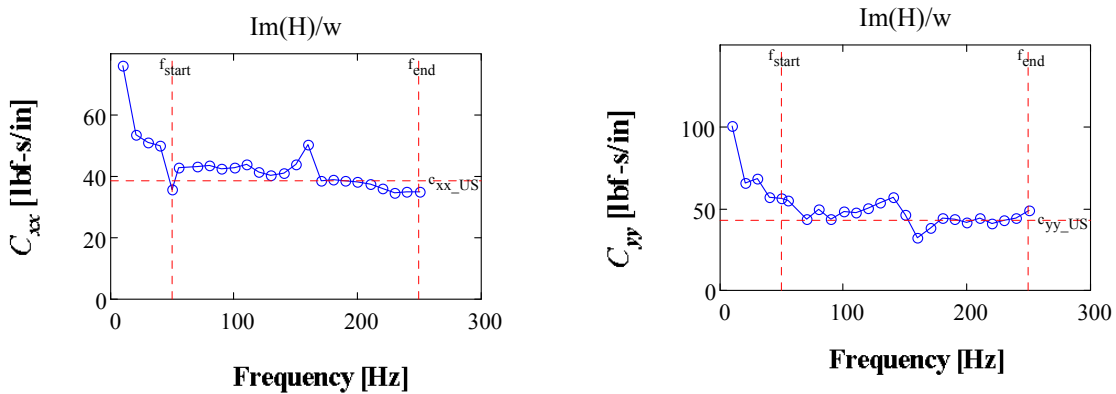 Im(H)/w
f_start
f_end
60
40
20
0
c_xx_US
C_xx [lbf-s/in]
0 100 200 300
Frequency [Hz]
Im(H)/w
f_start
f_end
100
50
0
c_yy_US
C_yy [lbf-s/in]
0 100 200 300
Frequency [Hz]